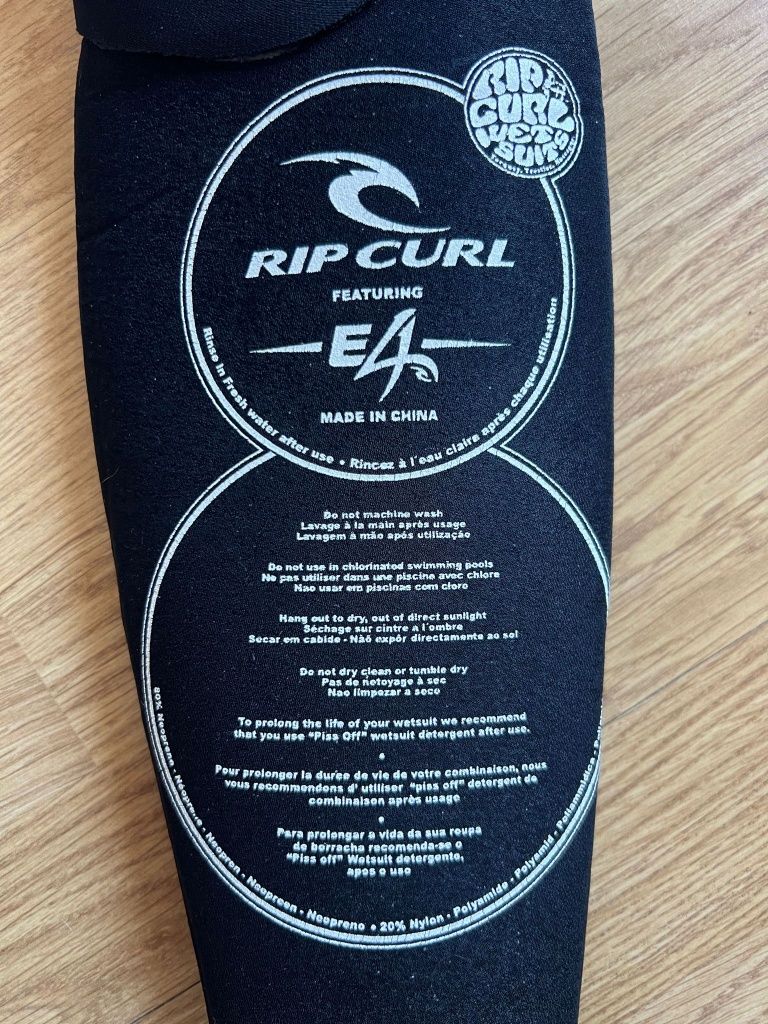 RIP CURL
WET
SUITS
Torquay, Trestles,
RIP CURL
FEATURING
E4
MADE IN CHINA
Rinse in Fresh water after use • Rincez à l'eau claire après chaque utilisation
Do not machine wash
Lavage à la main après usage
Lavagem à mão após utilização
Do not use in chlorinated swimming pools
Ne pas utiliser dans une piscine avec chlore
Nao usar em piscinas com cloro
Hang out to dry, out of direct sunlight
Séchage sur cintre a l'ombre
Secar em cabide - Não expôr directamente ao sol
Do not dry clean or tumble dry
Pas de netoyage à sec
Nao limpezar a seco
To prolong the life of your wetsuit we recommend
that you use "Piss Off" wetsuit detergent after use.
•
Pour prolonger la durée de vie de votre combinaison, nous
vous recommendons d' utiliser "piss off" detergent de
combinaison après usage
•
Para prolongar a vida da sua roupa
de borracha recomenda-se o
"Piss off" Wetsuit detergente,
apos o uso
80% Neoprene - Néoprène - Neopren - Neopreen - Neopreno • 20% Nylon - Polyamide - Polyamid - Poliammidica -